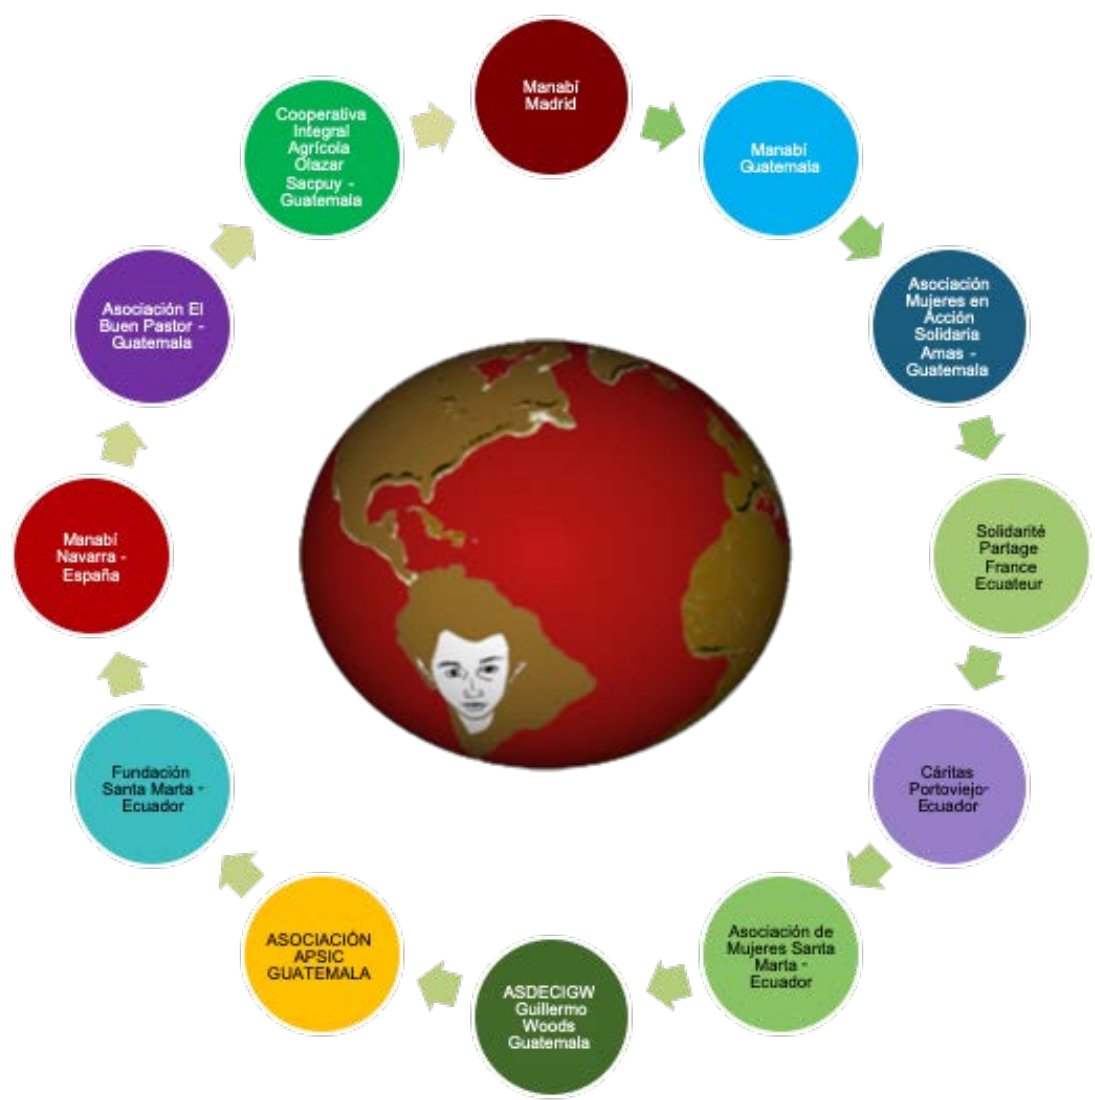 Manabí
Madrid
Manabí
Guatemala
Asociación
Mujeres en
Acción
Solidaria
Amas -
Guatemala
Solidarité
Partage
France
Ecuateur
Cáritas
Portoviejo-
Ecuador
Asociación de
Mujeres Santa
Marta -
Ecuador
ASDECIGW
Guillermo
Woods
Guatemala
ASOCIACIÓN
APSIC
GUATEMALA
Fundación
Santa Marta -
Ecuador
Manabí
Navarra -
España
Asociación El
Buen Pastor -
Guatemala
Cooperativa
Integral
Agrícola
Olazar
Sacpuy -
Guatemala